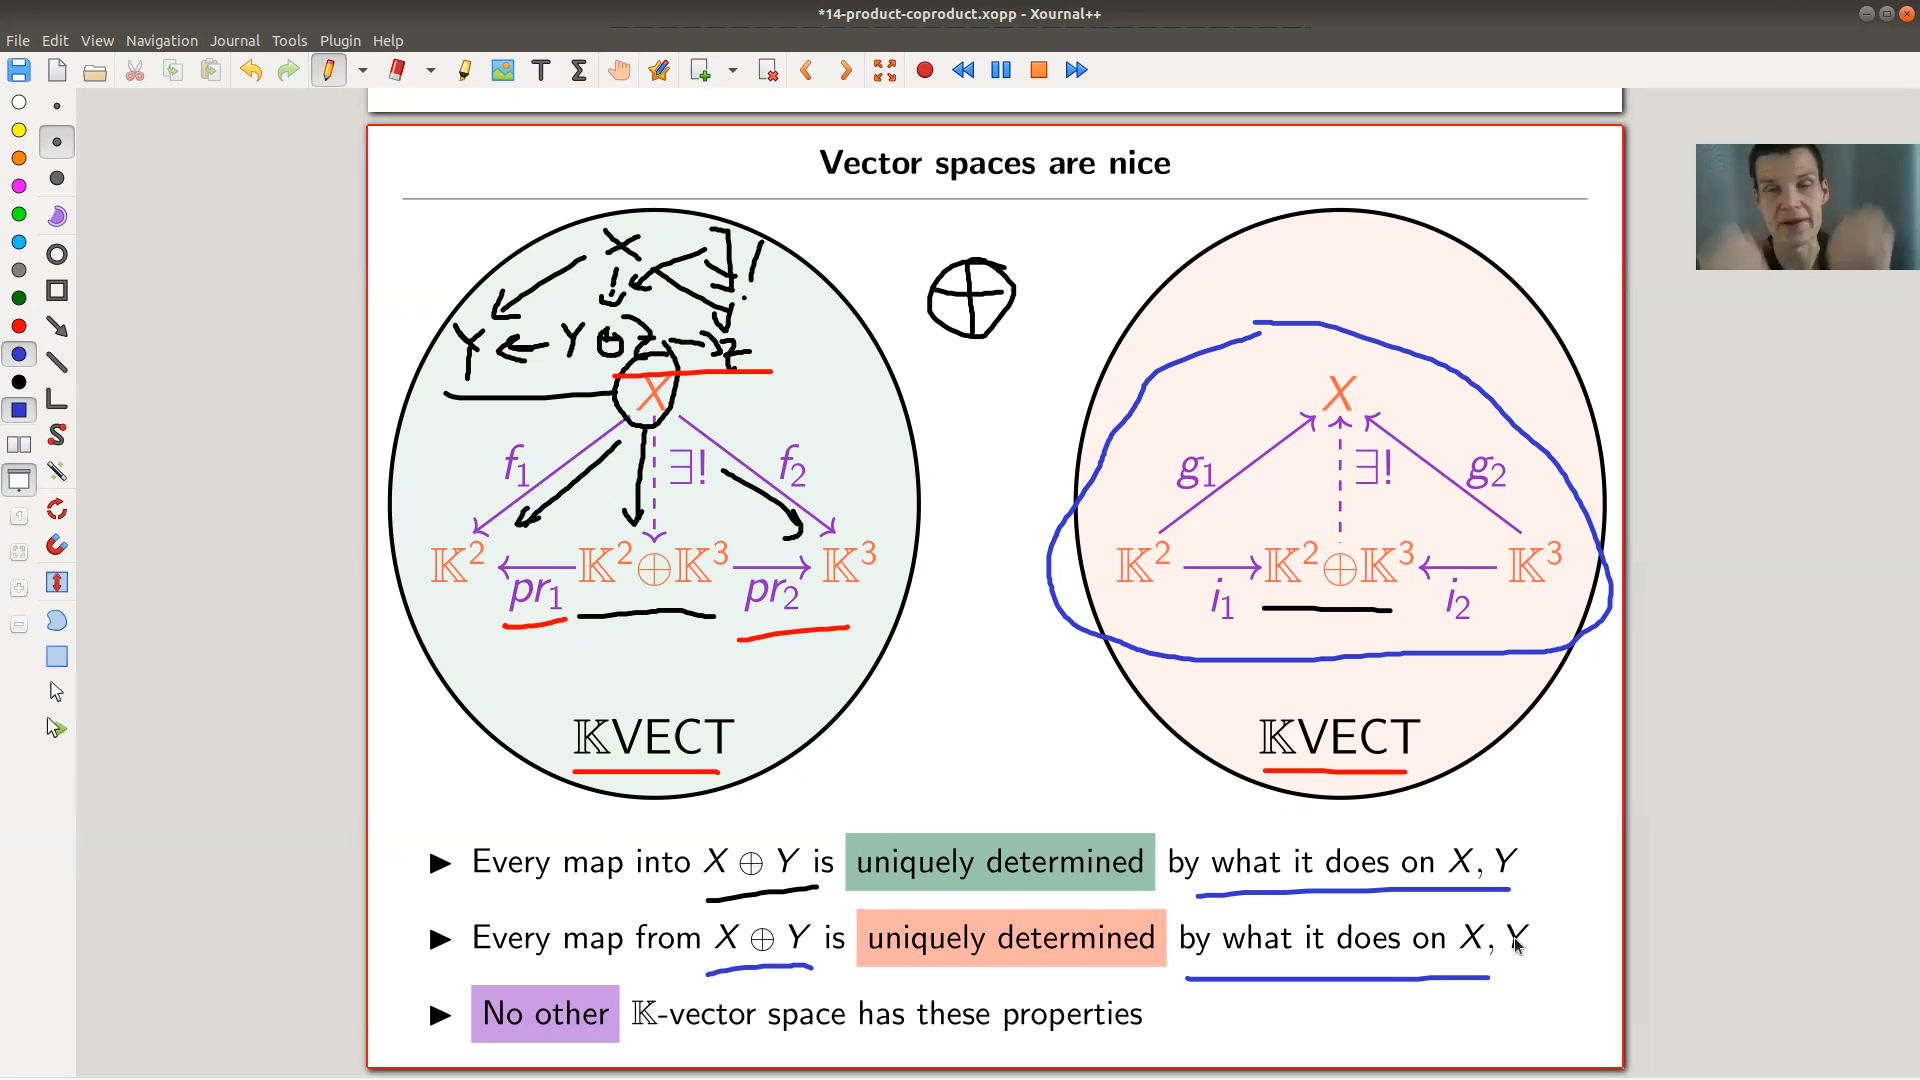 *14-product-coproduct.xopp - Xournal++
File Edit View Navigation Journal Tools Plugin Help
Vector spaces are nice
X ∃!
Y ← Y ⊕ Z → Z
⊕
X
f₁ ∃! f₂
𝕂² 𝕂²⊕𝕂³ 𝕂³
pr₁ pr₂
𝕂VECT
X
g₁ ∃! g₂
𝕂² 𝕂²⊕𝕂³ 𝕂³
i₁ i₂
𝕂VECT
▶ Every map into X ⊕ Y is uniquely determined by what it does on X, Y
▶ Every map from X ⊕ Y is uniquely determined by what it does on X, Y
▶ No other 𝕂-vector space has these properties